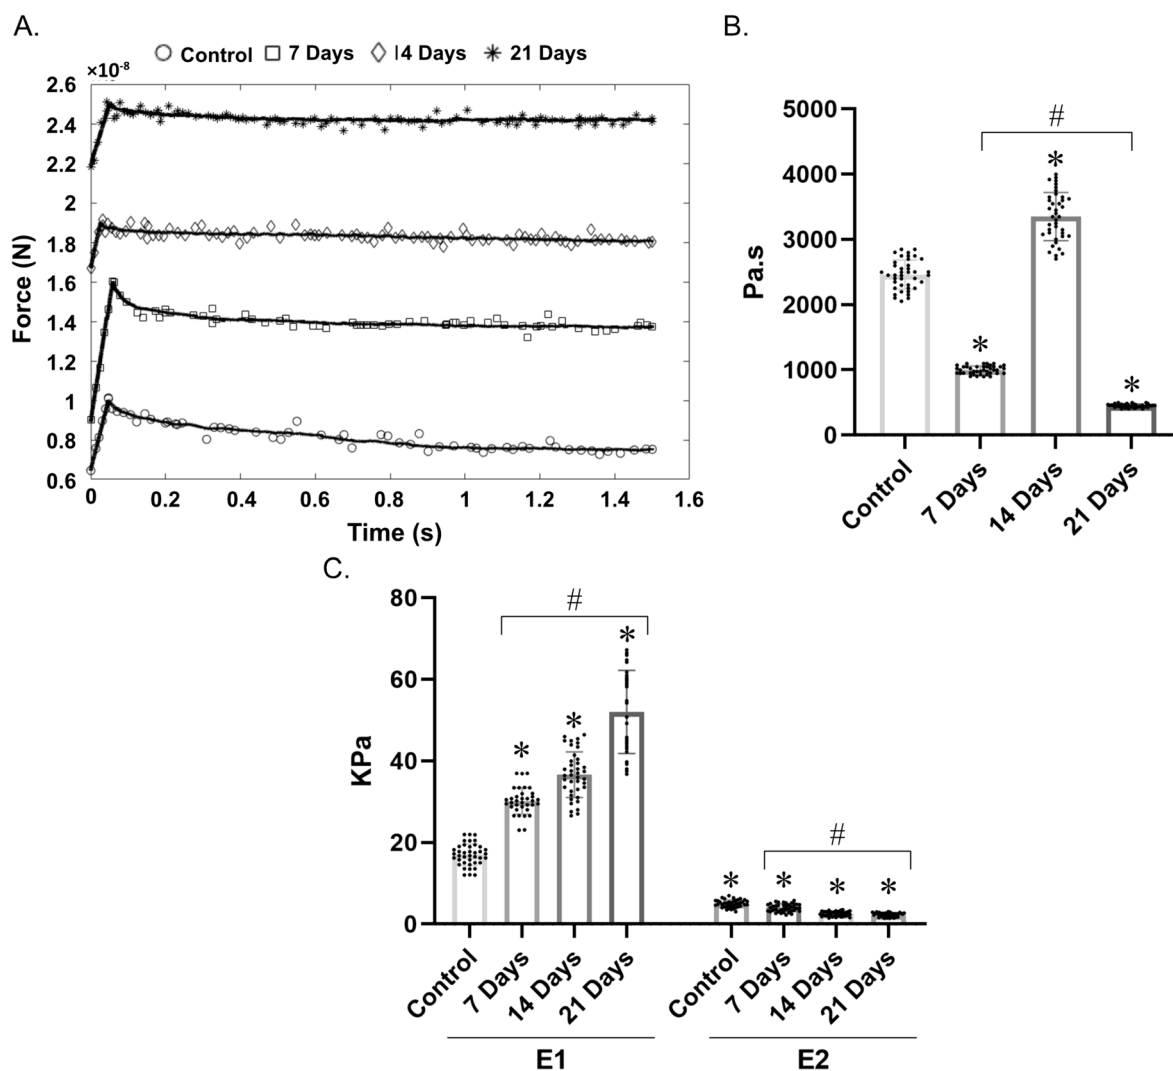 A.
Control 7 Days 14 Days 21 Days
×10-8
2.6
2.4
2.2
2
1.8
1.6
1.4
1.2
1
0.8
0.6
Force (N)
0 0.2 0.4 0.6 0.8 1 1.2 1.4 1.6
Time (s)
B.
5000
4000
3000
2000
1000
0
Pa.s
#
*
*
*
Control 7 Days 14 Days 21 Days
C.
80
60
40
20
0
KPa
#
* * *
#
* * * *
Control 7 Days 14 Days 21 Days Control 7 Days 14 Days 21 Days
E1 E2